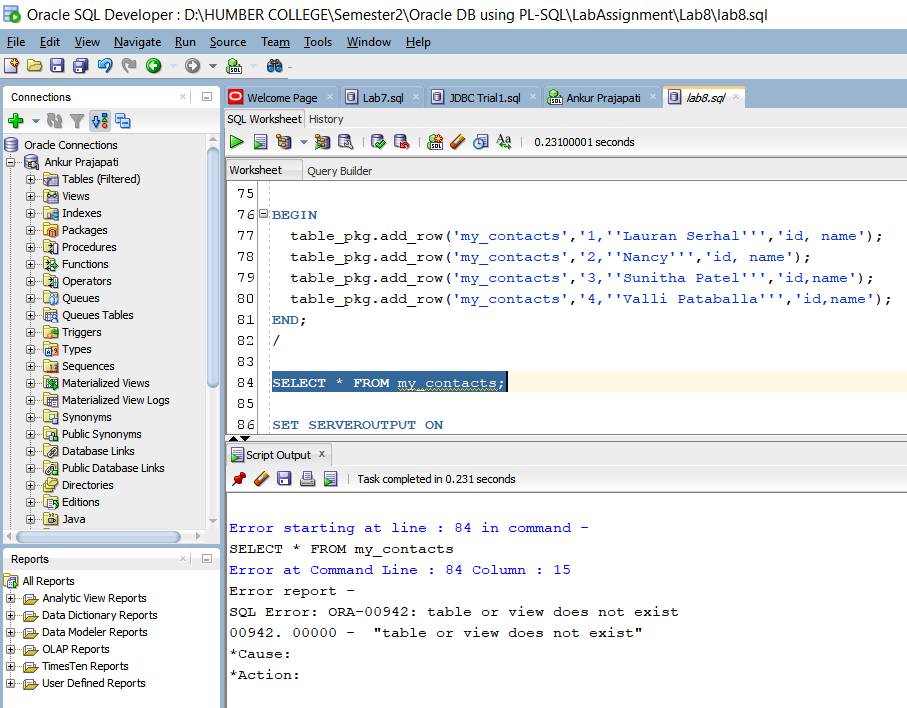 Oracle SQL Developer : D:\HUMBER COLLEGE\Semester2\Oracle DB using PL-SQL\LabAssignment\Lab8\lab8.sql
File Edit View Navigate Run Source Team Tools Window Help
Connections
Oracle Connections
Ankur Prajapati
Tables (Filtered)
Views
Indexes
Packages
Procedures
Functions
Operators
Queues
Queues Tables
Triggers
Types
Sequences
Materialized Views
Materialized View Logs
Synonyms
Public Synonyms
Database Links
Public Database Links
Directories
Editions
Java
Reports
All Reports
Analytic View Reports
Data Dictionary Reports
Data Modeler Reports
OLAP Reports
TimesTen Reports
User Defined Reports
Welcome Page Lab7.sql JDBC Trial1.sql Ankur Prajapati lab8.sql
SQL Worksheet History
0.23100001 seconds
Worksheet Query Builder
75
76 BEGIN
77 table_pkg.add_row('my_contacts','1,''Lauran Serhal''','id, name');
78 table_pkg.add_row('my_contacts','2,''Nancy''','id, name');
79 table_pkg.add_row('my_contacts','3,''Sunitha Patel''','id,name');
80 table_pkg.add_row('my_contacts','4,''Valli Pataballa''','id,name');
81 END;
82 /
83
84 SELECT * FROM my_contacts;
85
86 SET SERVEROUTPUT ON
Script Output
Task completed in 0.231 seconds
Error starting at line : 84 in command -
SELECT * FROM my_contacts
Error at Command Line : 84 Column : 15
Error report -
SQL Error: ORA-00942: table or view does not exist
00942. 00000 - "table or view does not exist"
*Cause:
*Action: